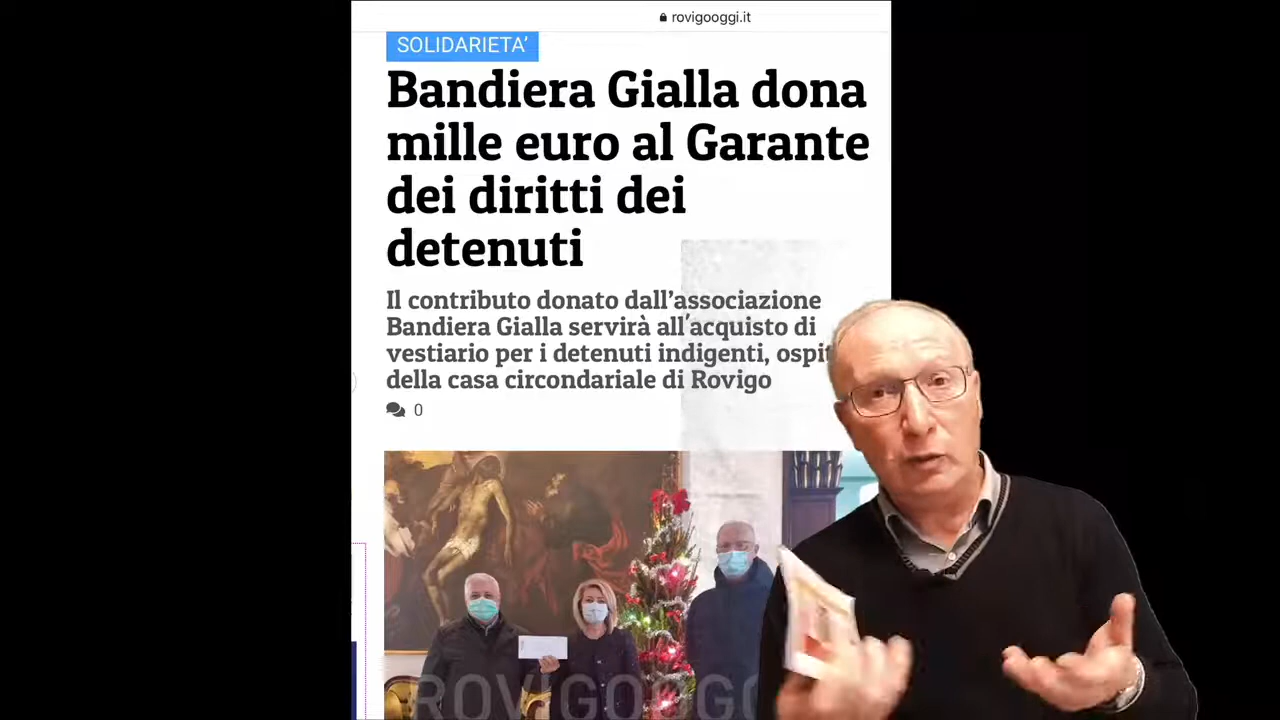 rovigooggi.it
SOLIDARIETA'
Bandiera Gialla dona
mille euro al Garante
dei diritti dei
detenuti
Il contributo donato dall'associazione
Bandiera Gialla servirà all'acquisto di
vestiario per i detenuti indigenti, ospit
della casa circondariale di Rovigo
0
ROVIGOOGG